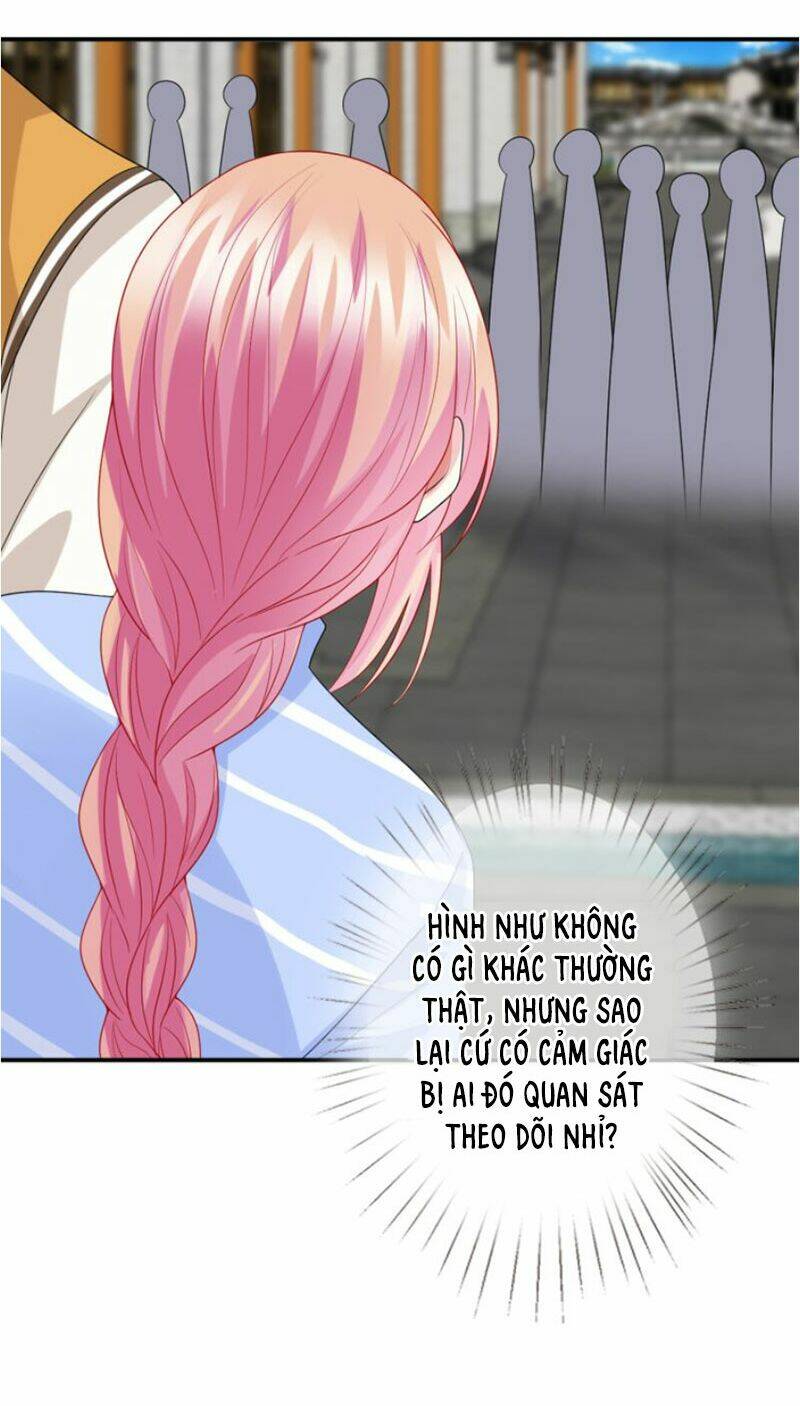 HÌNH NHƯ KHÔNG
CÓ GÌ KHÁC THƯỜNG
THẬT, NHƯNG SAO
LẠI CỨ CÓ CẢM GIÁC
BỊ AI ĐÓ QUAN SÁT
THEO DÕI NHỈ?